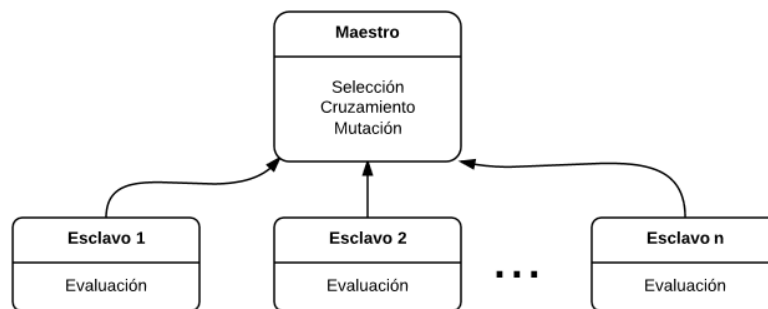 Maestro
Selección
Cruzamiento
Mutación
Esclavo 1
Evaluación
Esclavo 2
Evaluación
...
Esclavo n
Evaluación